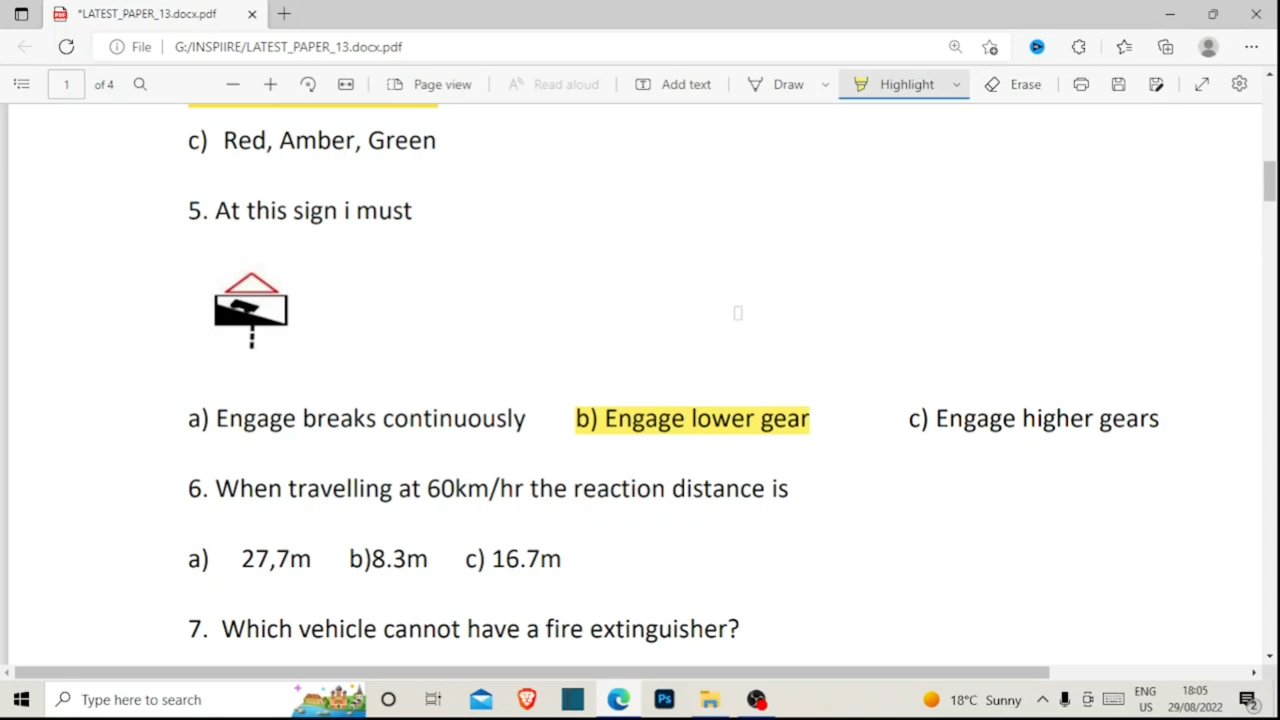 *LATEST_PAPER_13.docx.pdf
File G:/INSPIIRE/LATEST_PAPER_13.docx.pdf
1 of 4 Page view Read aloud Add text Draw Highlight Erase
c) Red, Amber, Green
5. At this sign i must
a) Engage breaks continuously b) Engage lower gear c) Engage higher gears
6. When travelling at 60km/hr the reaction distance is
a) 27,7m b)8.3m c) 16.7m
7. Which vehicle cannot have a fire extinguisher?
Type here to search Ps 18°C Sunny ENG 18:05
US 29/08/2022 2